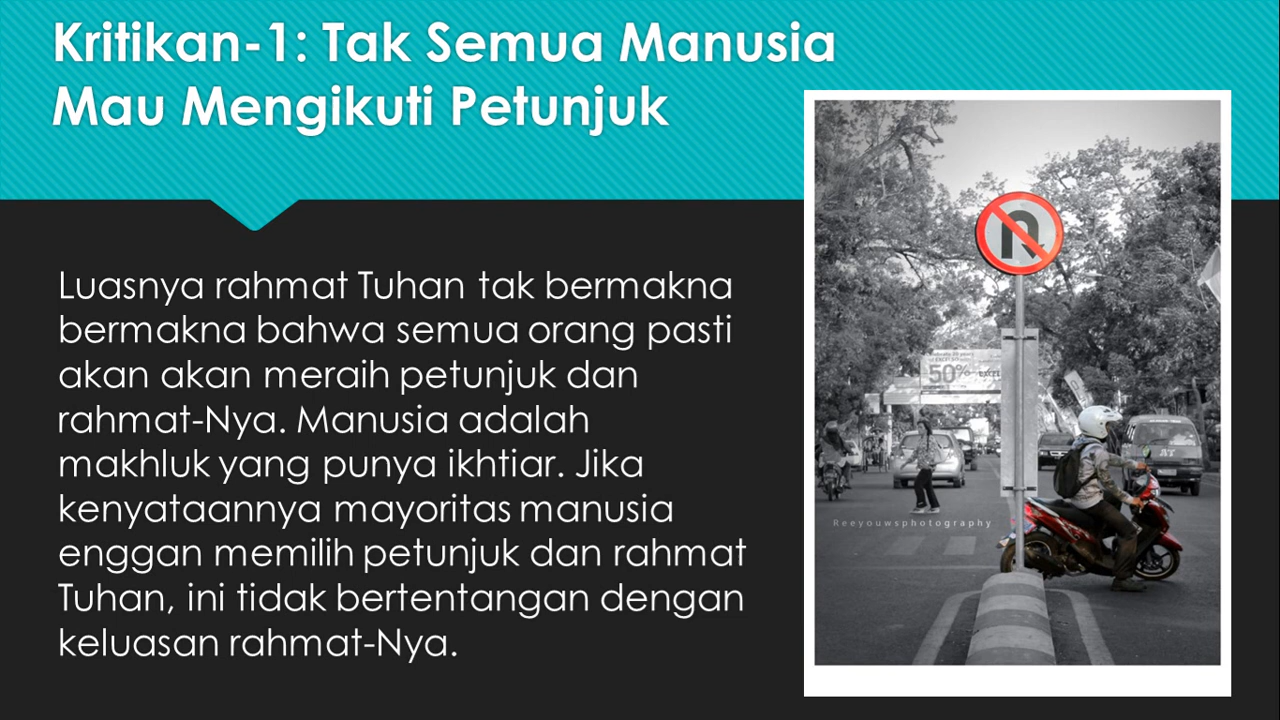 Kritikan-1: Tak Semua Manusia
Mau Mengikuti Petunjuk
Luasnya rahmat Tuhan tak bermakna
bermakna bahwa semua orang pasti
akan akan meraih petunjuk dan
rahmat-Nya. Manusia adalah
makhluk yang punya ikhtiar. Jika
kenyataannya mayoritas manusia
enggan memilih petunjuk dan rahmat
Tuhan, ini tidak bertentangan dengan
keluasan rahmat-Nya.
50%
Reeyouwsphotography